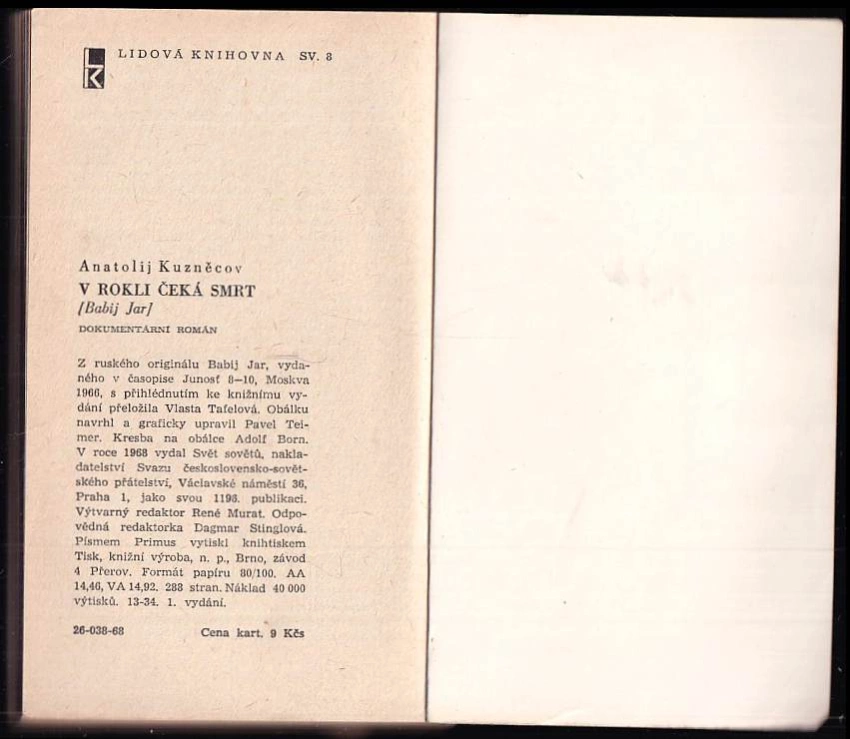 LK
LIDOVÁ KNIHOVNA SV. 8
Anatolij Kuzněcov
V ROKLI ČEKÁ SMRT
[Babij Jar]
DOKUMENTÁRNÍ ROMÁN
Z ruského originálu Babij Jar, vyda-
ného v časopise Junosť 8—10, Moskva
1966, s přihlédnutím ke knižnímu vy-
dání přeložila Vlasta Tafelová. Obálku
navrhl a graficky upravil Pavel Tei-
mer. Kresba na obálce Adolf Born.
V roce 1968 vydal Svět sovětů, nakla-
datelství Svazu československo-sovět-
ského přátelství, Václavské náměstí 36,
Praha 1, jako svou 1196. publikaci.
Výtvarný redaktor René Murat. Odpo-
vědná redaktorka Dagmar Stinglová.
Písmem Primus vytiskl knihtiskem
Tisk, knižní výroba, n. p., Brno, závod
4 Přerov. Formát papíru 80/100. AA
14,46, VA 14,92. 288 stran. Náklad 40 000
výtisků. 13-34. 1. vydání.
26-038-68 Cena kart. 9 Kčs